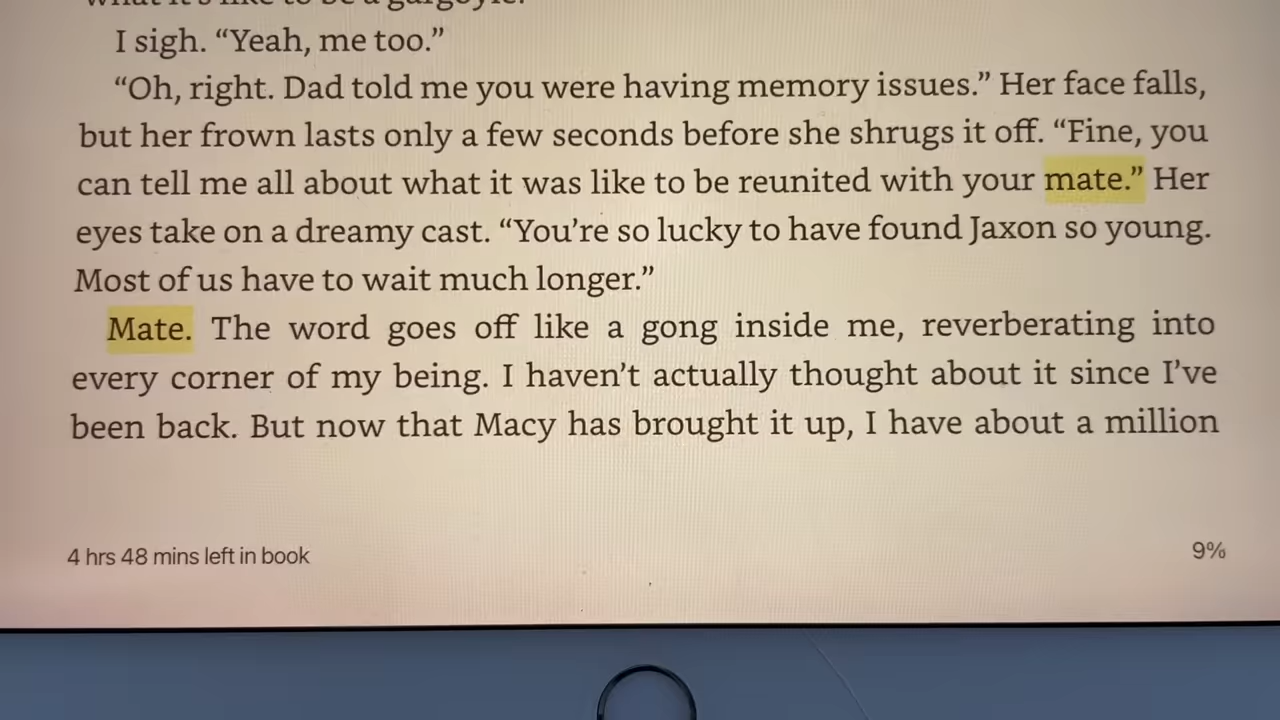 what it's like to be a gargoyle.
I sigh. “Yeah, me too.”
“Oh, right. Dad told me you were having memory issues.” Her face falls,
but her frown lasts only a few seconds before she shrugs it off. “Fine, you
can tell me all about what it was like to be reunited with your mate.” Her
eyes take on a dreamy cast. “You’re so lucky to have found Jaxon so young.
Most of us have to wait much longer.”
Mate. The word goes off like a gong inside me, reverberating into
every corner of my being. I haven’t actually thought about it since I’ve
been back. But now that Macy has brought it up, I have about a million
4 hrs 48 mins left in book
9%